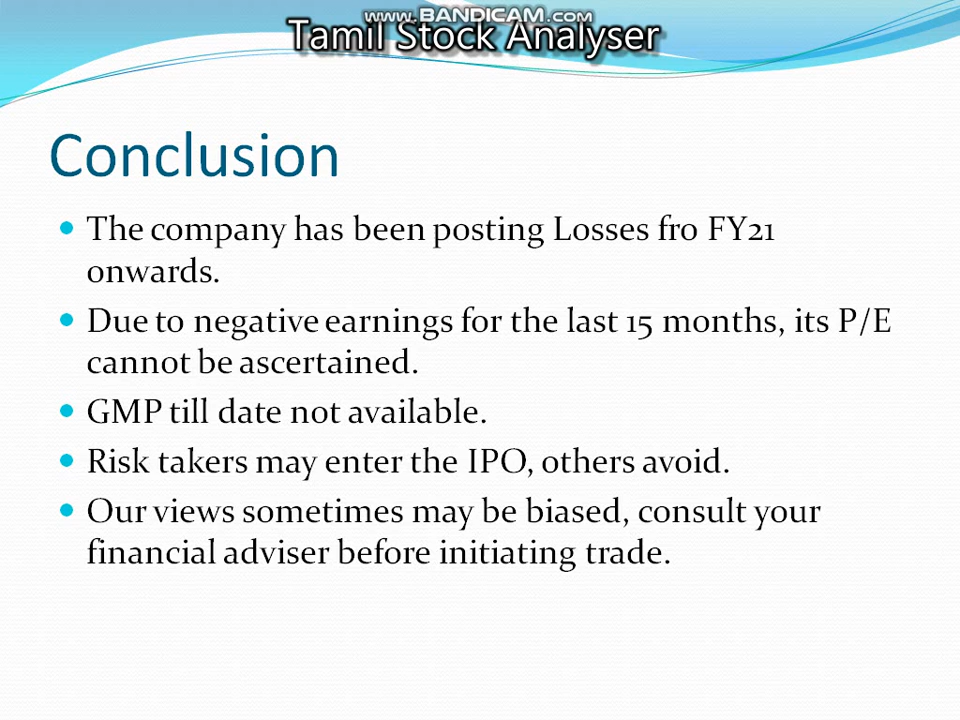 www.BANDICAM.com
Tamil Stock Analyser
Conclusion
The company has been posting Losses fro FY21
onwards.
Due to negative earnings for the last 15 months, its P/E
cannot be ascertained.
GMP till date not available.
Risk takers may enter the IPO, others avoid.
Our views sometimes may be biased, consult your
financial adviser before initiating trade.